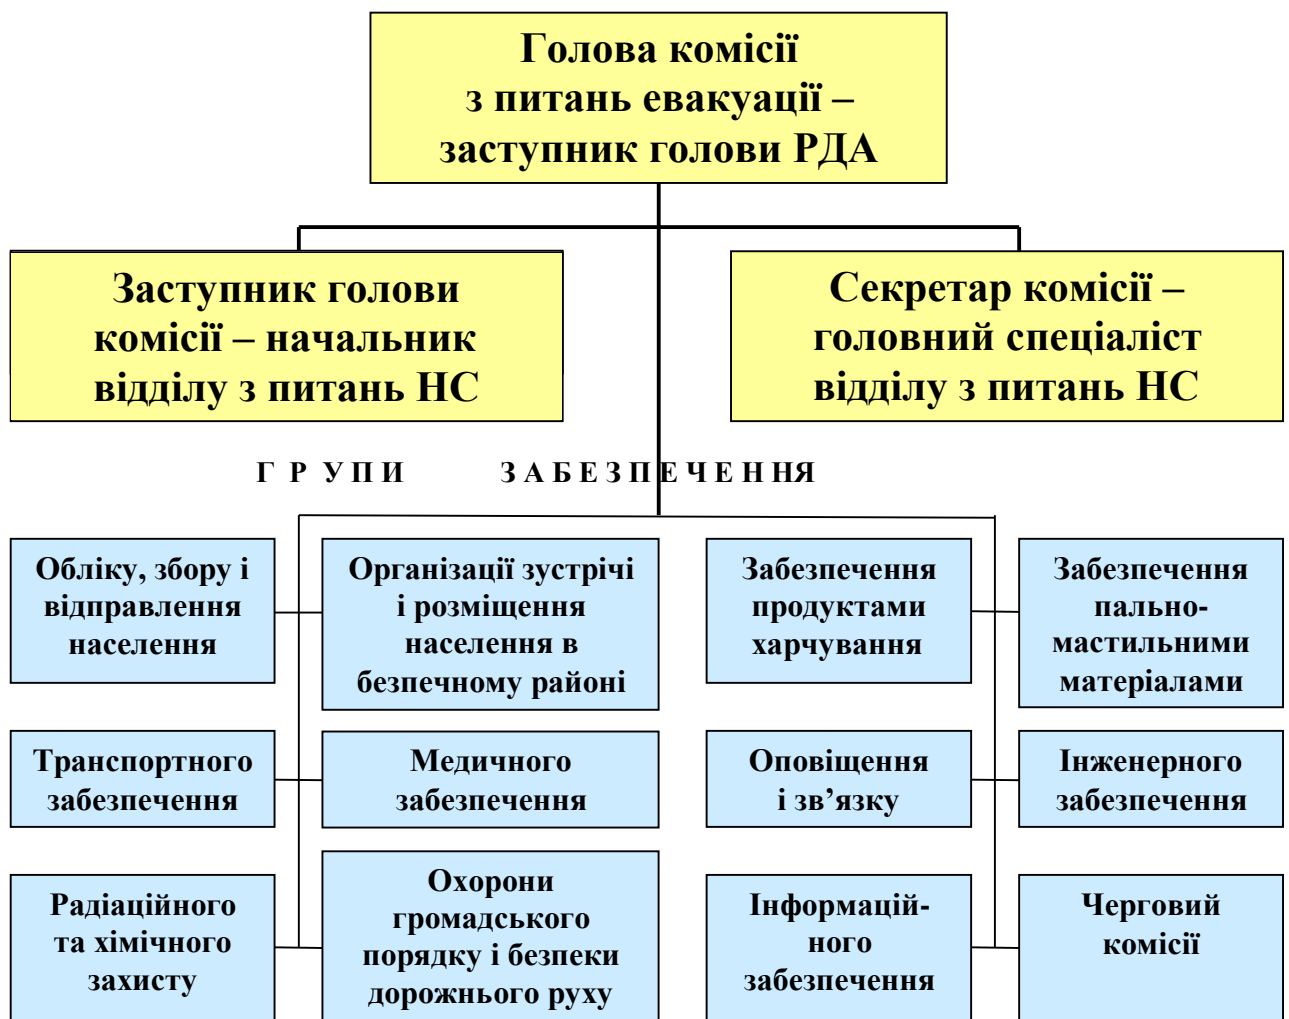 Голова комісії
з питань евакуації –
заступник голови РДА
Заступник голови
комісії – начальник
відділу з питань НС
Секретар комісії –
головний спеціаліст
відділу з питань НС
Г Р У П И З А Б Е З П Е Ч Е Н НЯ
Обліку, збору і
відправлення
населення
Організації зустрічі
і розміщення
населення в
безпечному районі
Забезпечення
продуктами
харчування
Забезпечення
пально-
мастильними
матеріалами
Транспортного
забезпечення
Медичного
забезпечення
Оповіщення
і зв’язку
Інженерного
забезпечення
Радіаційного
та хімічного
захисту
Охорони
громадського
порядку і безпеки
дорожнього руху
Інформацій-
ного
забезпечення
Черговий
комісії